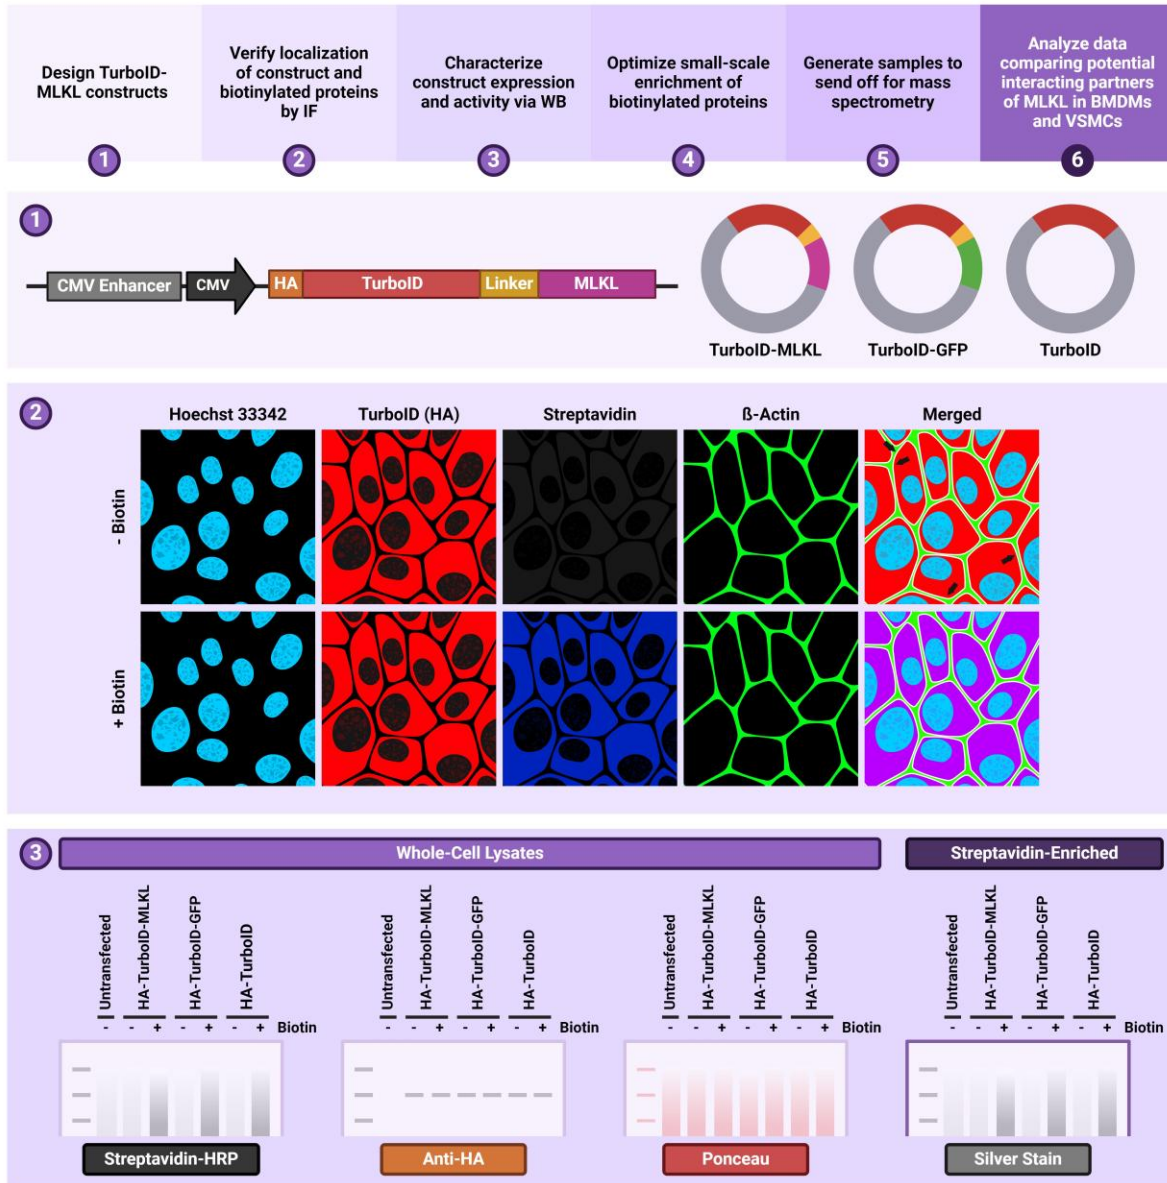 Design TurboID-
MLKL constructs
1
Verify localization
of construct and
biotinylated proteins
by IF
2
Characterize
construct expression
and activity via WB
3
Optimize small-scale
enrichment of
biotinylated proteins
4
Generate samples to
send off for mass
spectrometry
5
Analyze data
comparing potential
interacting partners
of MLKL in BMDMs
and VSMCs
6
1
CMV Enhancer CMV HA TurboID Linker MLKL
TurboID-MLKL TurboID-GFP TurboID
2
Hoechst 33342 TurboID (HA) Streptavidin ß-Actin Merged
- Biotin
+ Biotin
3
Whole-Cell Lysates
Streptavidin-Enriched
Untransfected HA-TurboID-MLKL HA-TurboID-GFP HA-TurboID
- - + - + - + Biotin
Streptavidin-HRP
Untransfected HA-TurboID-MLKL HA-TurboID-GFP HA-TurboID
- - + - + - + Biotin
Anti-HA
Untransfected HA-TurboID-MLKL HA-TurboID-GFP HA-TurboID
- - + - + - + Biotin
Ponceau
Untransfected HA-TurboID-MLKL HA-TurboID-GFP HA-TurboID
- - + - + - + Biotin
Silver Stain